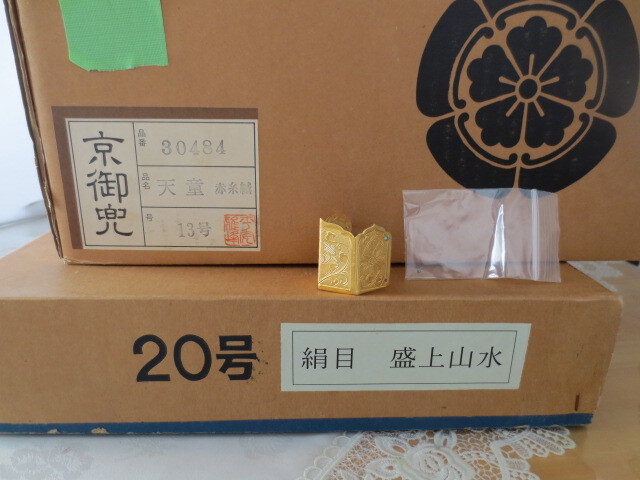 京御兜
品番 30484
品名 天童 赤糸
号 13号
20号
絹目 盛上山水